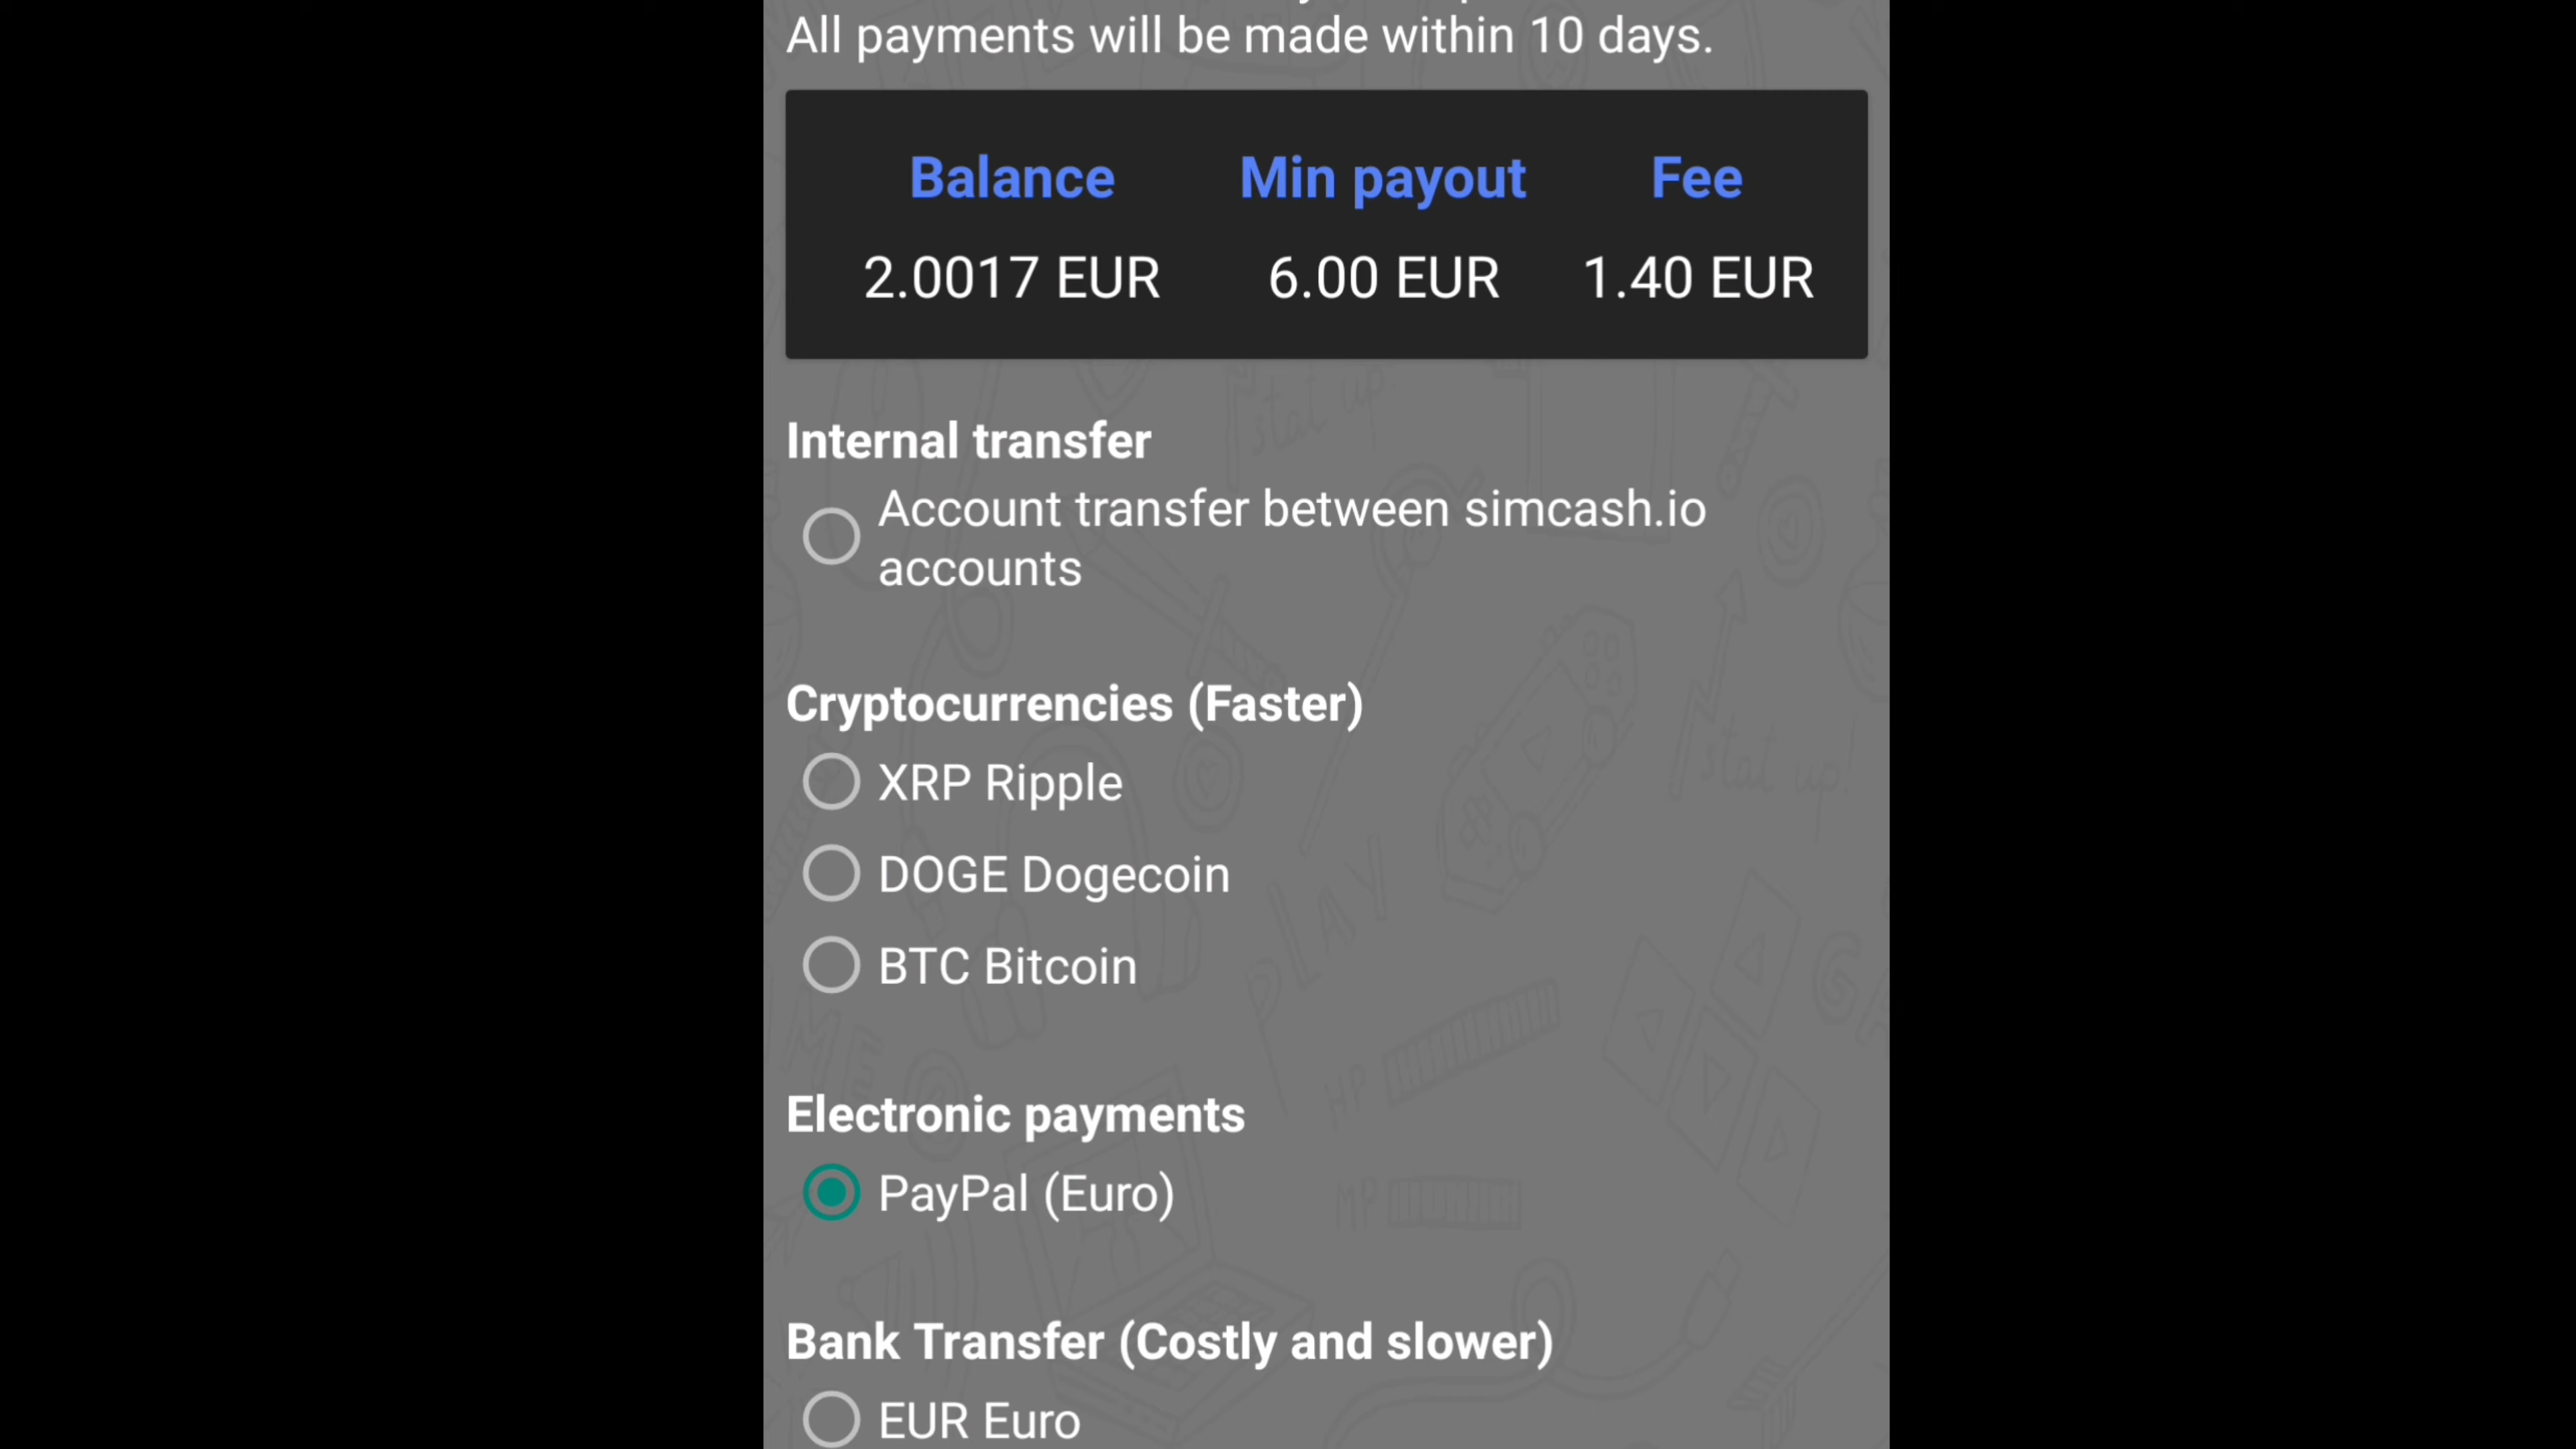 All payments will be made within 10 days.
Balance Min payout Fee
2.0017 EUR 6.00 EUR 1.40 EUR
Internal transfer
Account transfer between simcash.io
accounts
Cryptocurrencies (Faster)
XRP Ripple
DOGE Dogecoin
BTC Bitcoin
Electronic payments
PayPal (Euro)
Bank Transfer (Costly and slower)
EUR Euro